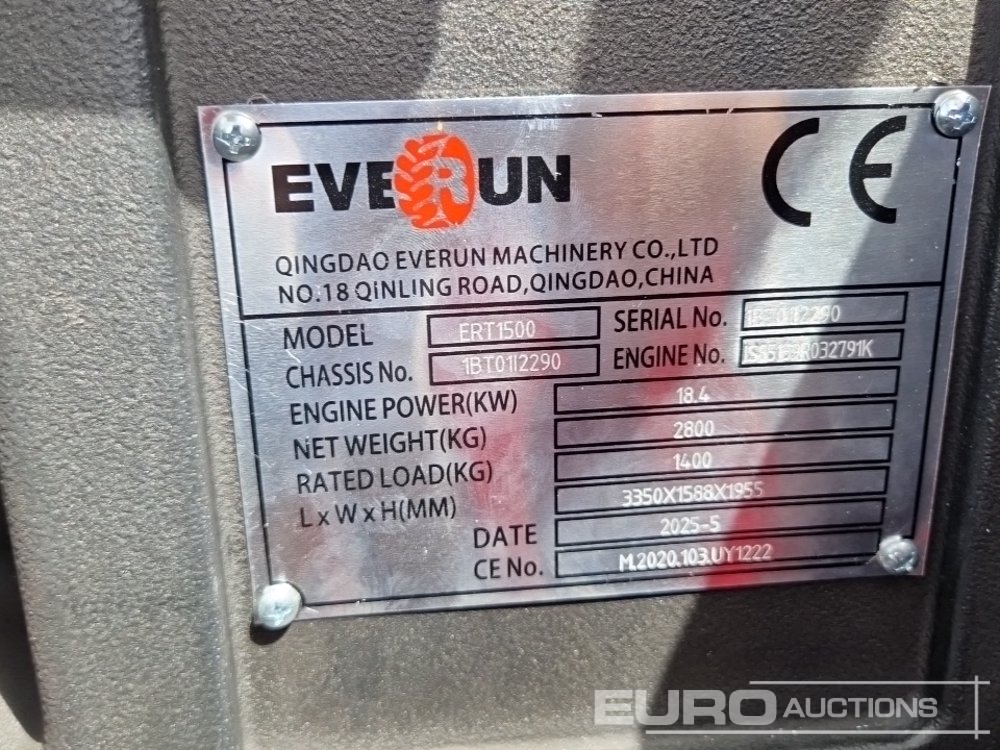 EVERUN
CE
QINGDAO EVERUN MACHINERY CO.,LTD
NO.18 QINLING ROAD,QINGDAO,CHINA
MODEL ERT1500 SERIAL No.
CHASSIS No. 1BT01I2290 ENGINE No.
ENGINE POWER(KW) 18.4
NET WEIGHT(KG) 2800
RATED LOAD(KG) 1400
L x W x H(MM) 3350X1588X1955
DATE 2025-5
CE No. M.2020.103.UY1222
EURO AUCTIONS